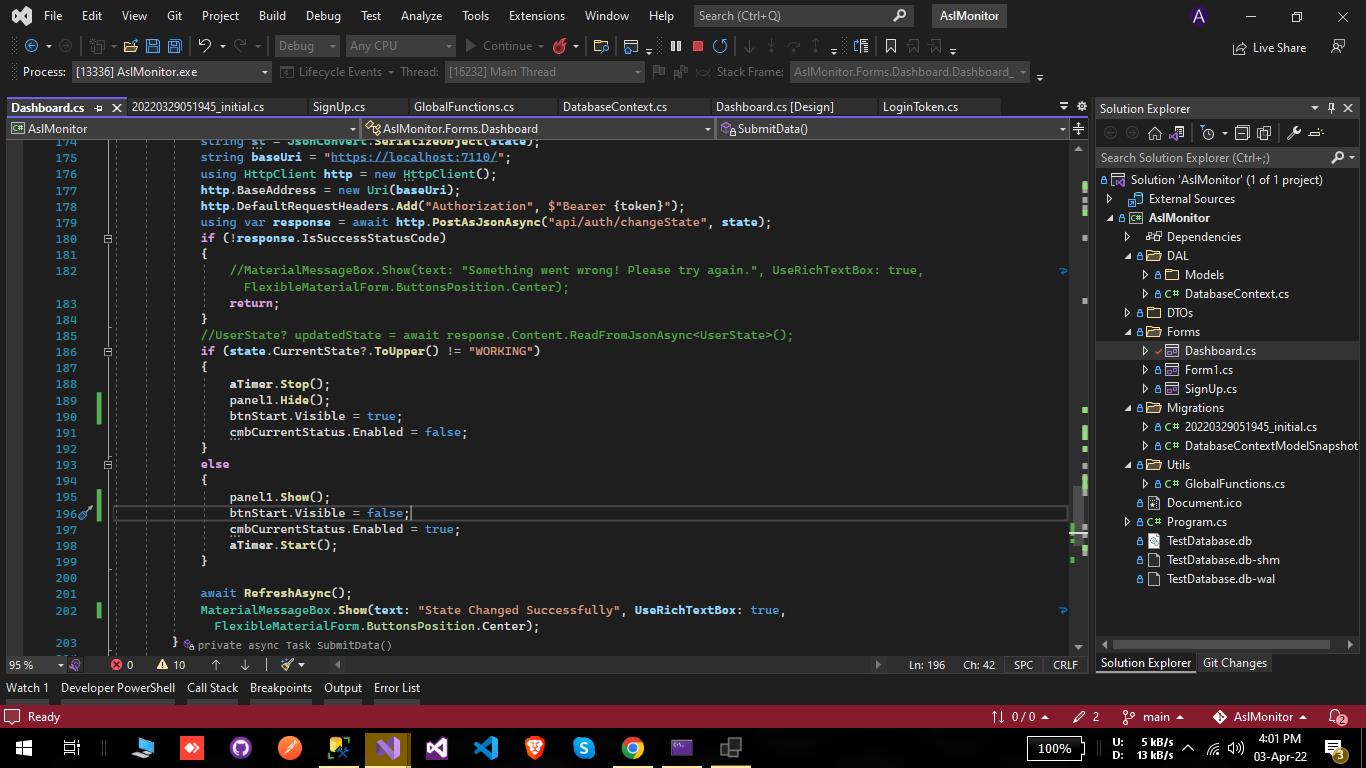 File Edit View Git Project Build Debug Test Analyze Tools Extensions Window Help Search (Ctrl+Q) AslMonitor A
Debug Any CPU Continue Live Share
Process: [13336] AslMonitor.exe Lifecycle Events Thread: [16232] Main Thread Stack Frame: AslMonitor.Forms.Dashboard.Dashboard_
Dashboard.cs 20220329051945_initial.cs SignUp.cs GlobalFunctions.cs DatabaseContext.cs Dashboard.cs [Design] LoginToken.cs
AslMonitor AslMonitor.Forms.Dashboard SubmitData()
174 string st = JsonConvert.SerializeObject(state);
175 string baseUri = "https://localhost:7110/";
176 using HttpClient http = new HttpClient();
177 http.BaseAddress = new Uri(baseUri);
178 http.DefaultRequestHeaders.Add("Authorization", $"Bearer {token}");
179 using var response = await http.PostAsJsonAsync("api/auth/changeState", state);
180 if (!response.IsSuccessStatusCode)
181 {
182 //MaterialMessageBox.Show(text: "Something went wrong! Please try again.", UseRichTextBox: true,
FlexibleMaterialForm.ButtonsPosition.Center);
183 return;
184 }
185 //UserState? updatedState = await response.Content.ReadFromJsonAsync<UserState>();
186 if (state.CurrentState?.ToUpper() != "WORKING")
187 {
188 aTimer.Stop();
189 panel1.Hide();
190 btnStart.Visible = true;
191 cmbCurrentStatus.Enabled = false;
192 }
193 else
194 {
195 panel1.Show();
196 btnStart.Visible = false;
197 cmbCurrentStatus.Enabled = true;
198 aTimer.Start();
199 }
200
201 await RefreshAsync();
202 MaterialMessageBox.Show(text: "State Changed Successfully", UseRichTextBox: true,
FlexibleMaterialForm.ButtonsPosition.Center);
203 } private async Task SubmitData()
95 % 0 10 Ln: 196 Ch: 42 SPC CRLF
Watch 1 Developer PowerShell Call Stack Breakpoints Output Error List
Solution Explorer
Search Solution Explorer (Ctrl+;)
Solution 'AslMonitor' (1 of 1 project)
External Sources
C# AslMonitor
Dependencies
DAL
Models
C# DatabaseContext.cs
DTOs
Forms
Dashboard.cs
Form1.cs
SignUp.cs
Migrations
C# 20220329051945_initial.cs
C# DatabaseContextModelSnapshot
Utils
C# GlobalFunctions.cs
Document.ico
C# Program.cs
TestDatabase.db
TestDatabase.db-shm
TestDatabase.db-wal
Solution Explorer Git Changes
Ready 0 / 0 2 main AslMonitor 2
100% U: 5 kB/s
D: 13 kB/s
4:01 PM
03-Apr-22
3